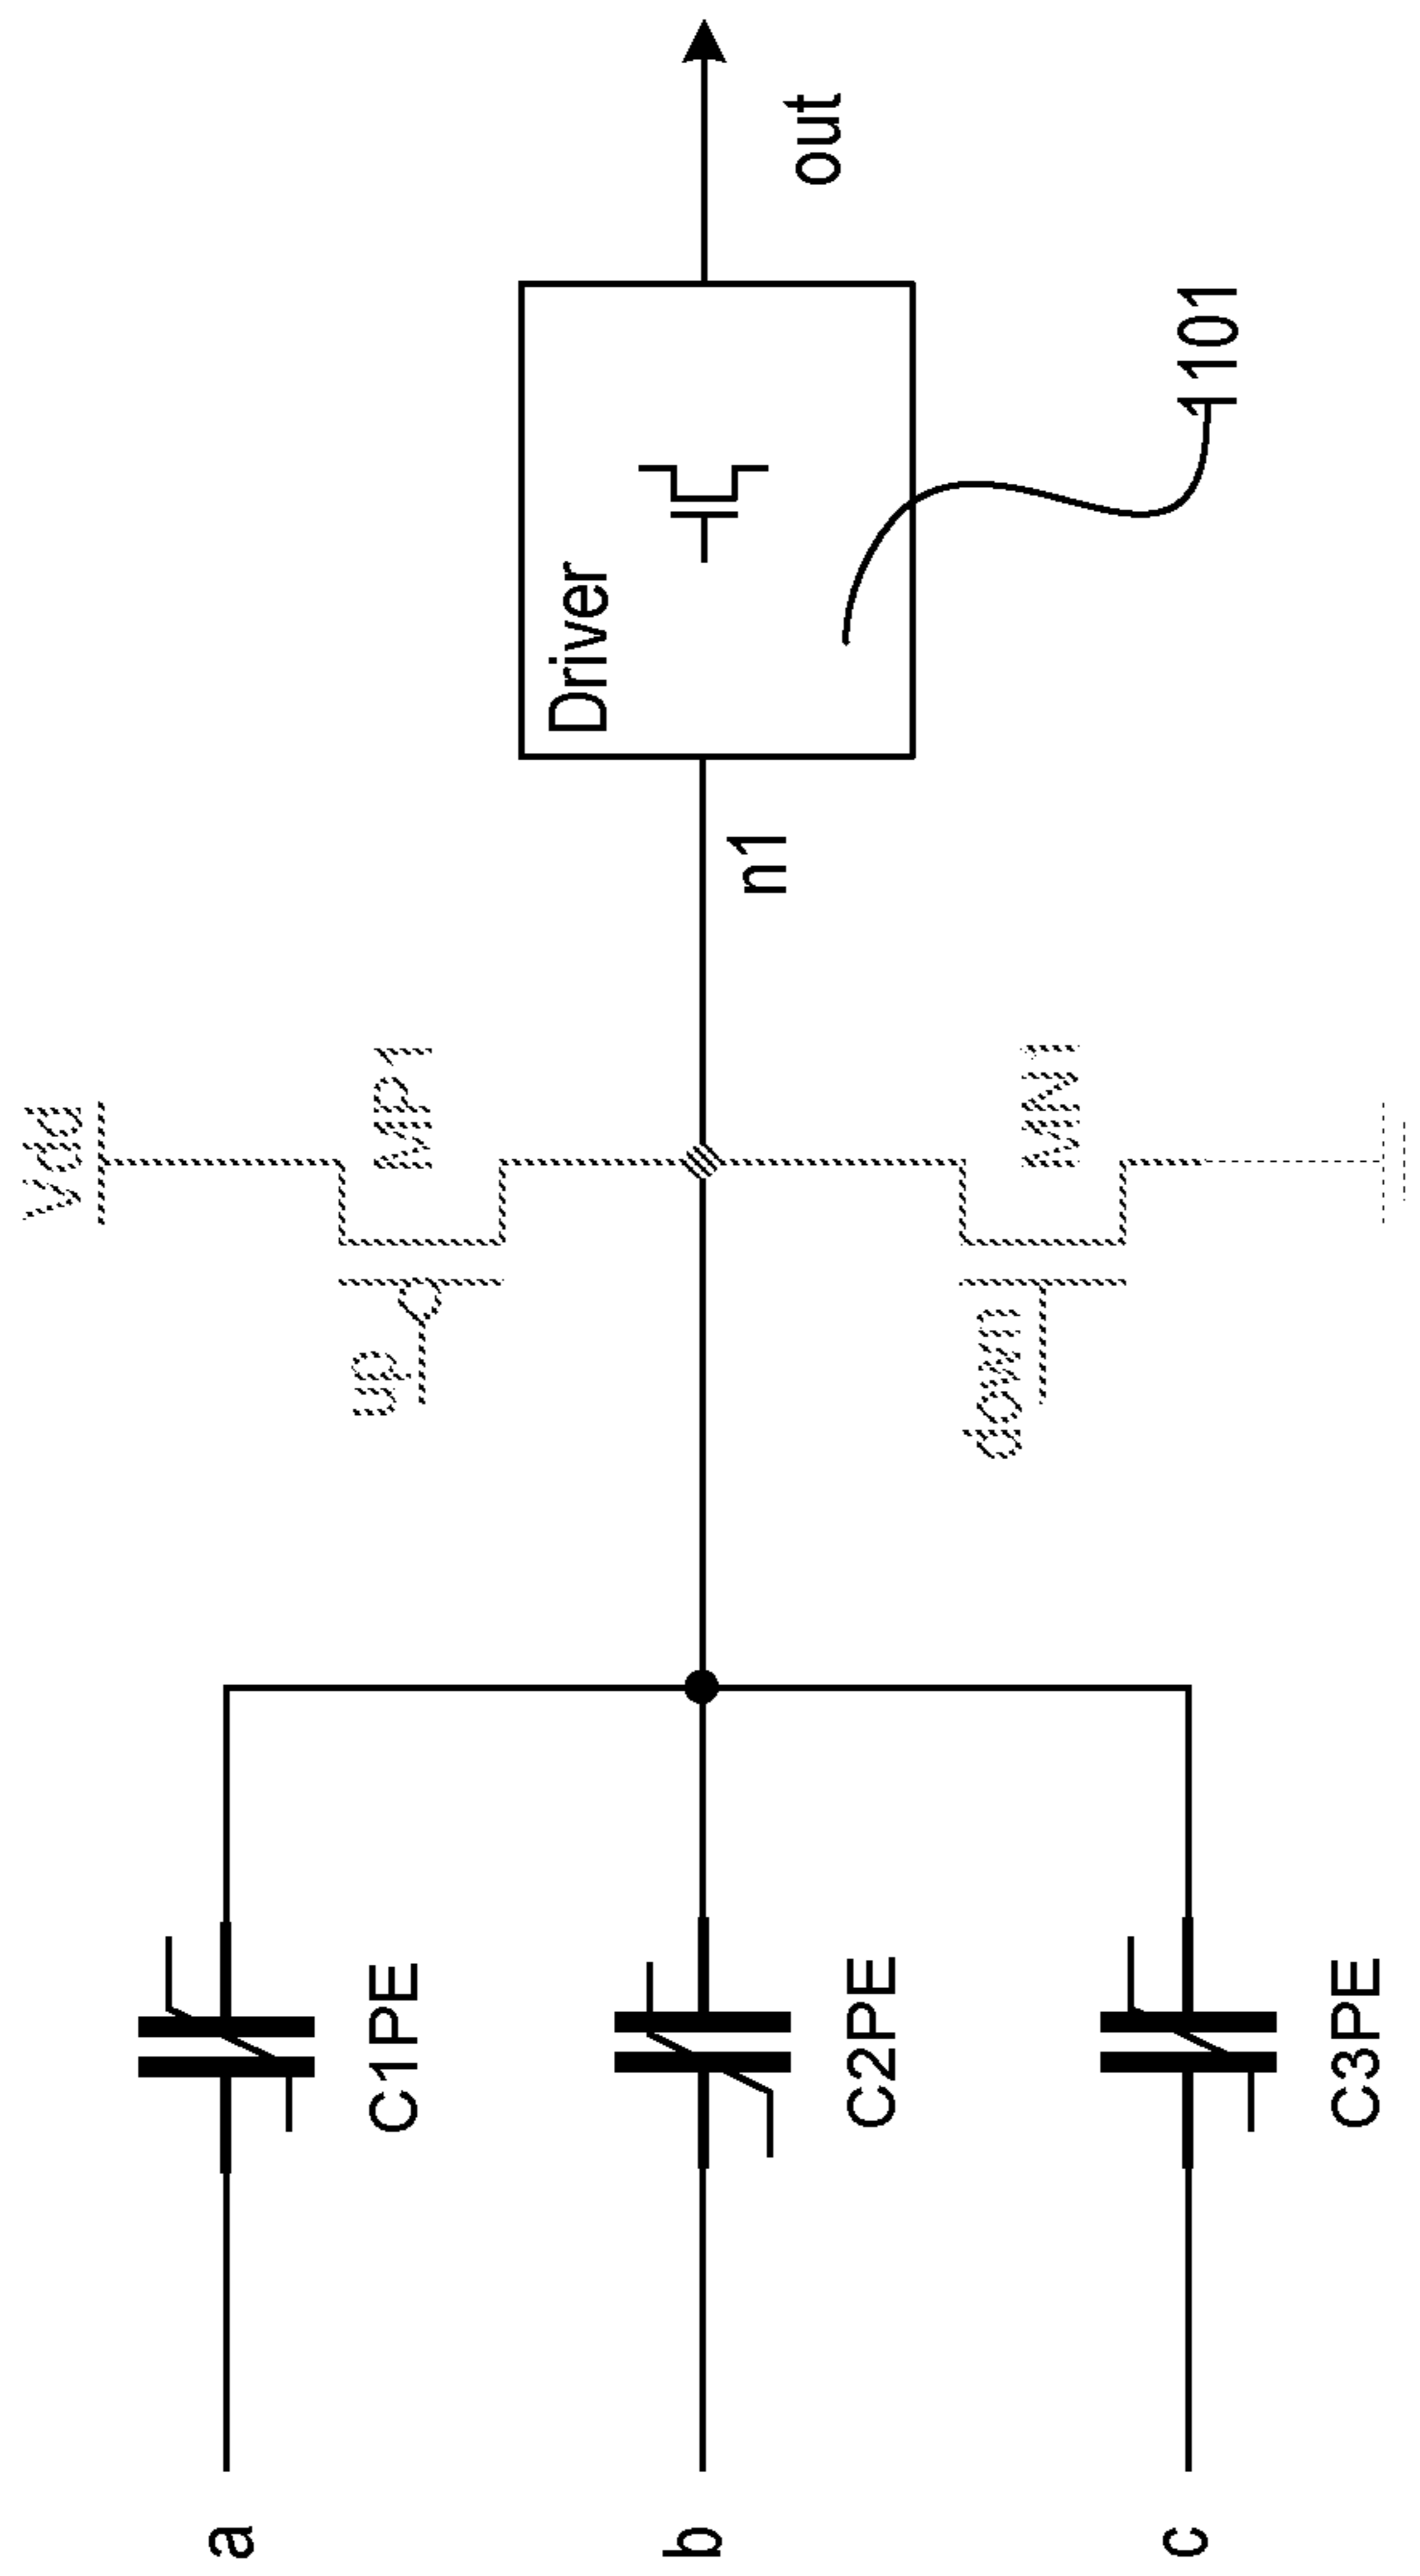 a
b
c
C1PE
C2PE
C3PE
Vdd
up
MP1
down
MN1
n1
Driver
1101
out